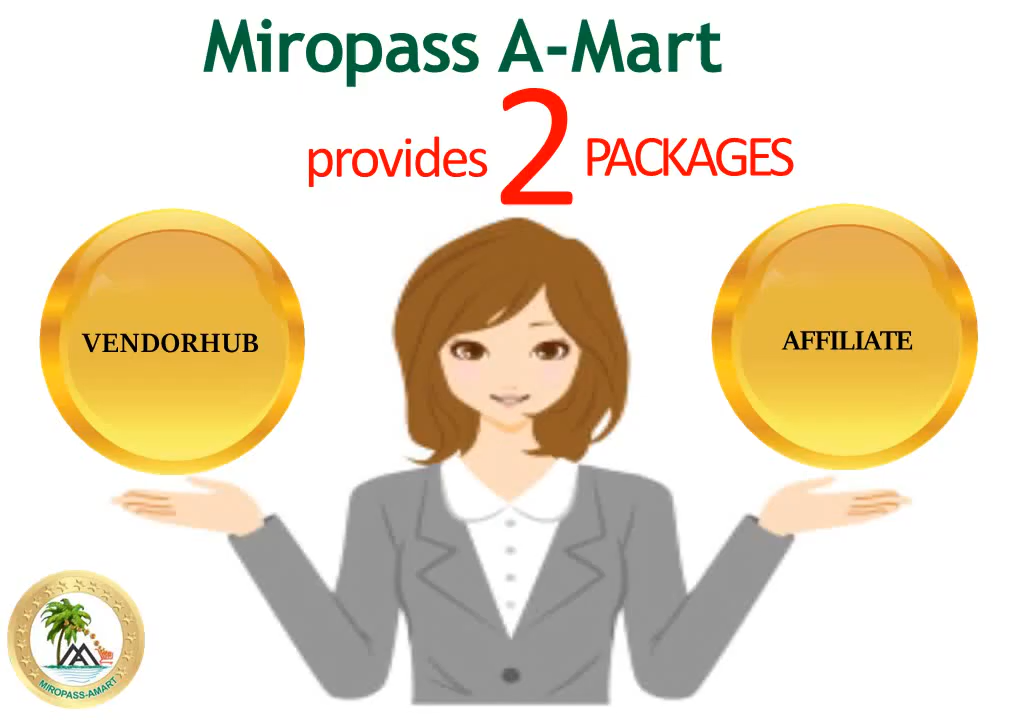 Miropass A-Mart
provides 2 PACKAGES
VENDORHUB
AFFILIATE
MIROPASS-AMART